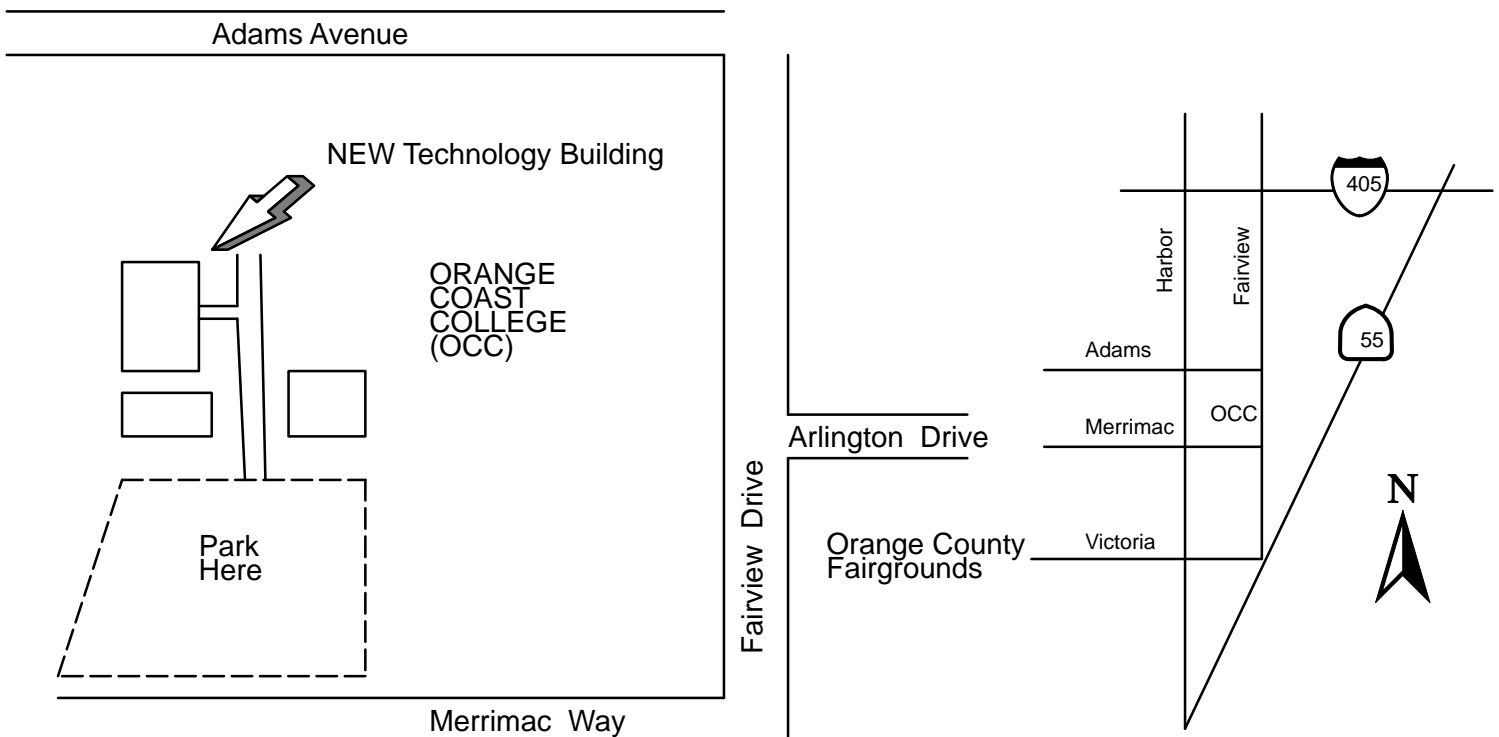 Adams Avenue
NEW Technology Building
ORANGE
COAST
COLLEGE
(OCC)
Park
Here
Merrimac Way
Fairview Drive
Arlington Drive
Orange County
Fairgrounds
Harbor
Fairview
405
55
Adams
OCC
Merrimac
Victoria
N